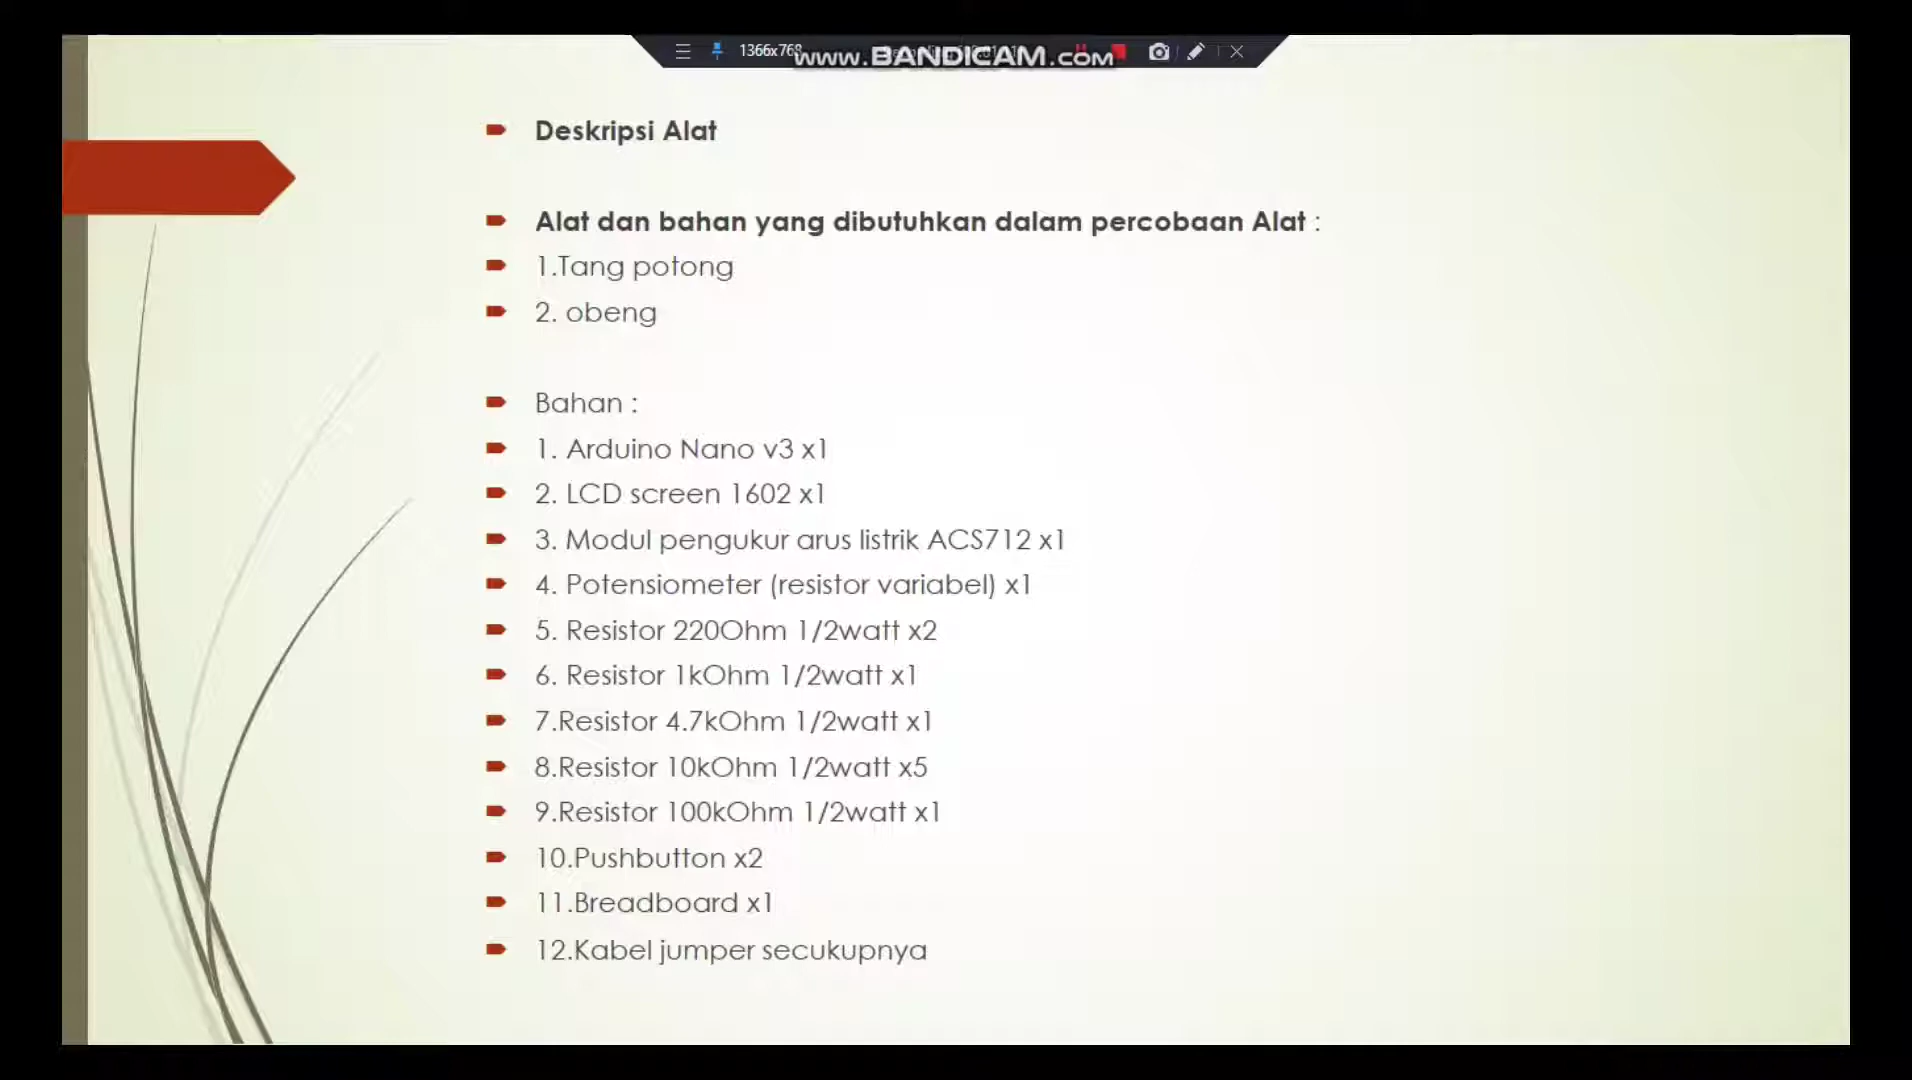 1366x768
www.BANDICAM.com
Deskripsi Alat
Alat dan bahan yang dibutuhkan dalam percobaan Alat :
1.Tang potong
2. obeng
Bahan :
1. Arduino Nano v3 x1
2. LCD screen 1602 x1
3. Modul pengukur arus listrik ACS712 x1
4. Potensiometer (resistor variabel) x1
5. Resistor 220Ohm 1/2watt x2
6. Resistor 1kOhm 1/2watt x1
7.Resistor 4.7kOhm 1/2watt x1
8.Resistor 10kOhm 1/2watt x5
9.Resistor 100kOhm 1/2watt x1
10.Pushbutton x2
11.Breadboard x1
12.Kabel jumper secukupnya